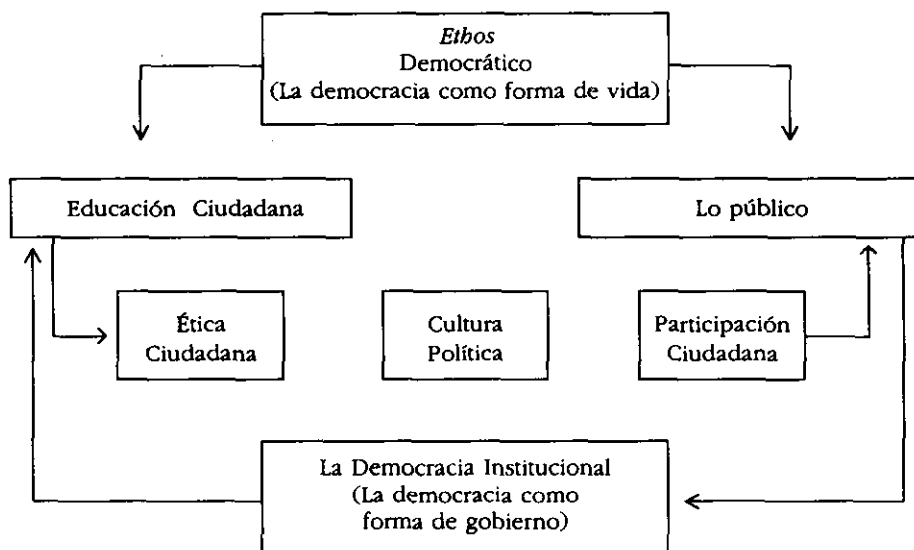 Ethos
Democrático
(La democracia como forma de vida)
Educación Ciudadana
Lo público
Ética
Ciudadana
Cultura
Política
Participación
Ciudadana
La Democracia Institucional
(La democracia como
forma de gobierno)